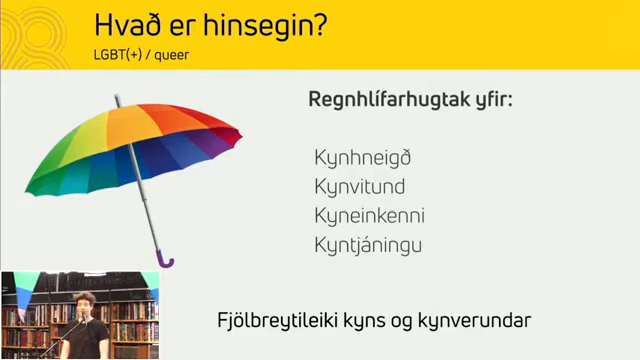 Hvað er hinsegin?
LGBT(+) / queer
Regnhlífarhugtak yfir:
Kynhneigð
Kynvitund
Kyneinkenni
Kyntjáningu
Fjölbreytileiki kyns og kynverundar